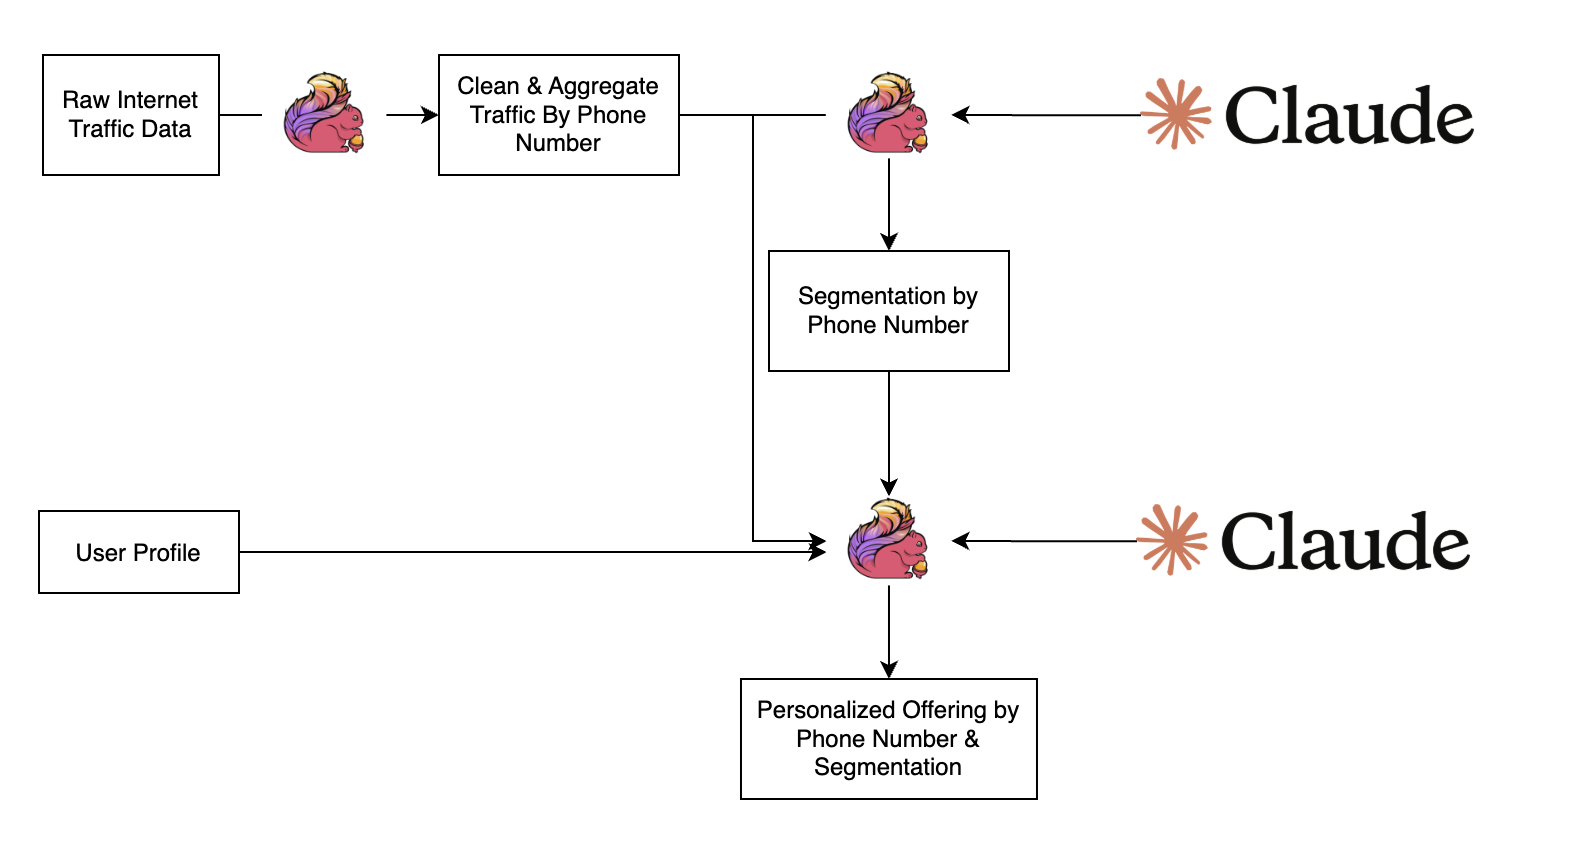 Raw Internet
Traffic Data
Clean & Aggregate
Traffic By Phone
Number
Claude
Segmentation by
Phone Number
User Profile
Claude
Personalized Offering by
Phone Number &
Segmentation